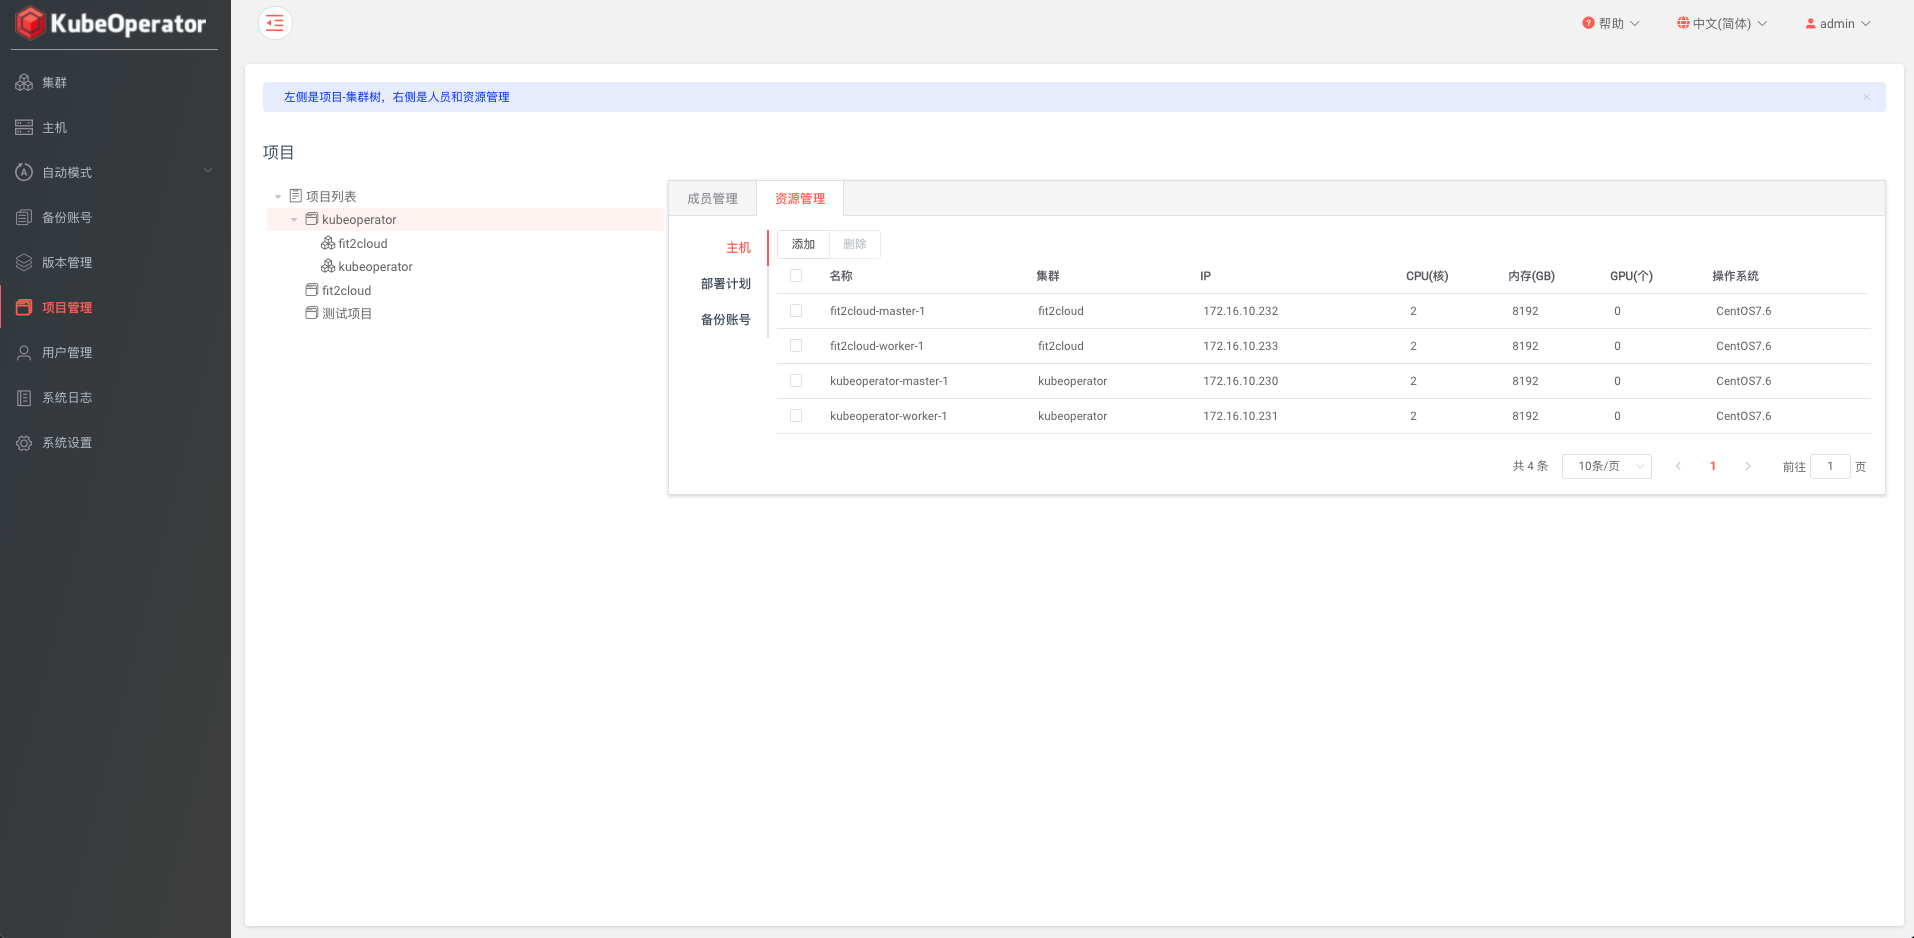 KubeOperator
帮助
中文(简体)
admin
集群
主机
自动模式
备份账号
版本管理
项目管理
用户管理
系统日志
系统设置
左侧是项目-集群树，右侧是人员和资源管理
项目
项目列表
kubeoperator
fit2cloud
kubeoperator
fit2cloud
测试项目
成员管理 资源管理
主机
部署计划
备份账号
添加 删除
名称 集群 IP CPU(核) 内存(GB) GPU(个) 操作系统
fit2cloud-master-1 fit2cloud 172.16.10.232 2 8192 0 CentOS7.6
fit2cloud-worker-1 fit2cloud 172.16.10.233 2 8192 0 CentOS7.6
kubeoperator-master-1 kubeoperator 172.16.10.230 2 8192 0 CentOS7.6
kubeoperator-worker-1 kubeoperator 172.16.10.231 2 8192 0 CentOS7.6
共 4 条 10条/页 1 前往 1 页